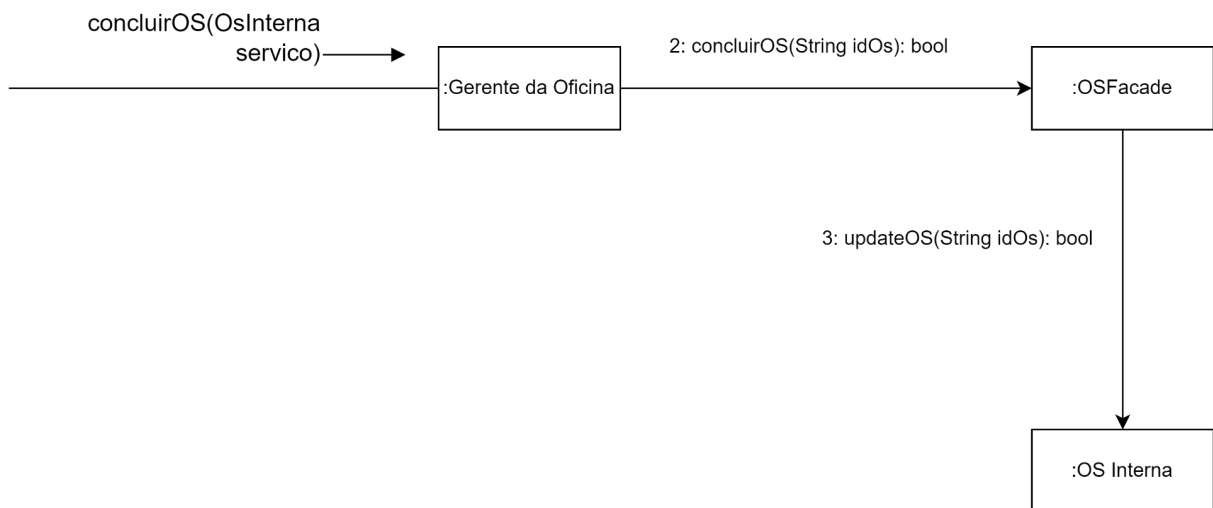 concluirOS(OsInterna
servico)
2: concluirOS(String idOs): bool
:Gerente da Oficina
:OSFacade
3: updateOS(String idOs): bool
:OS Interna